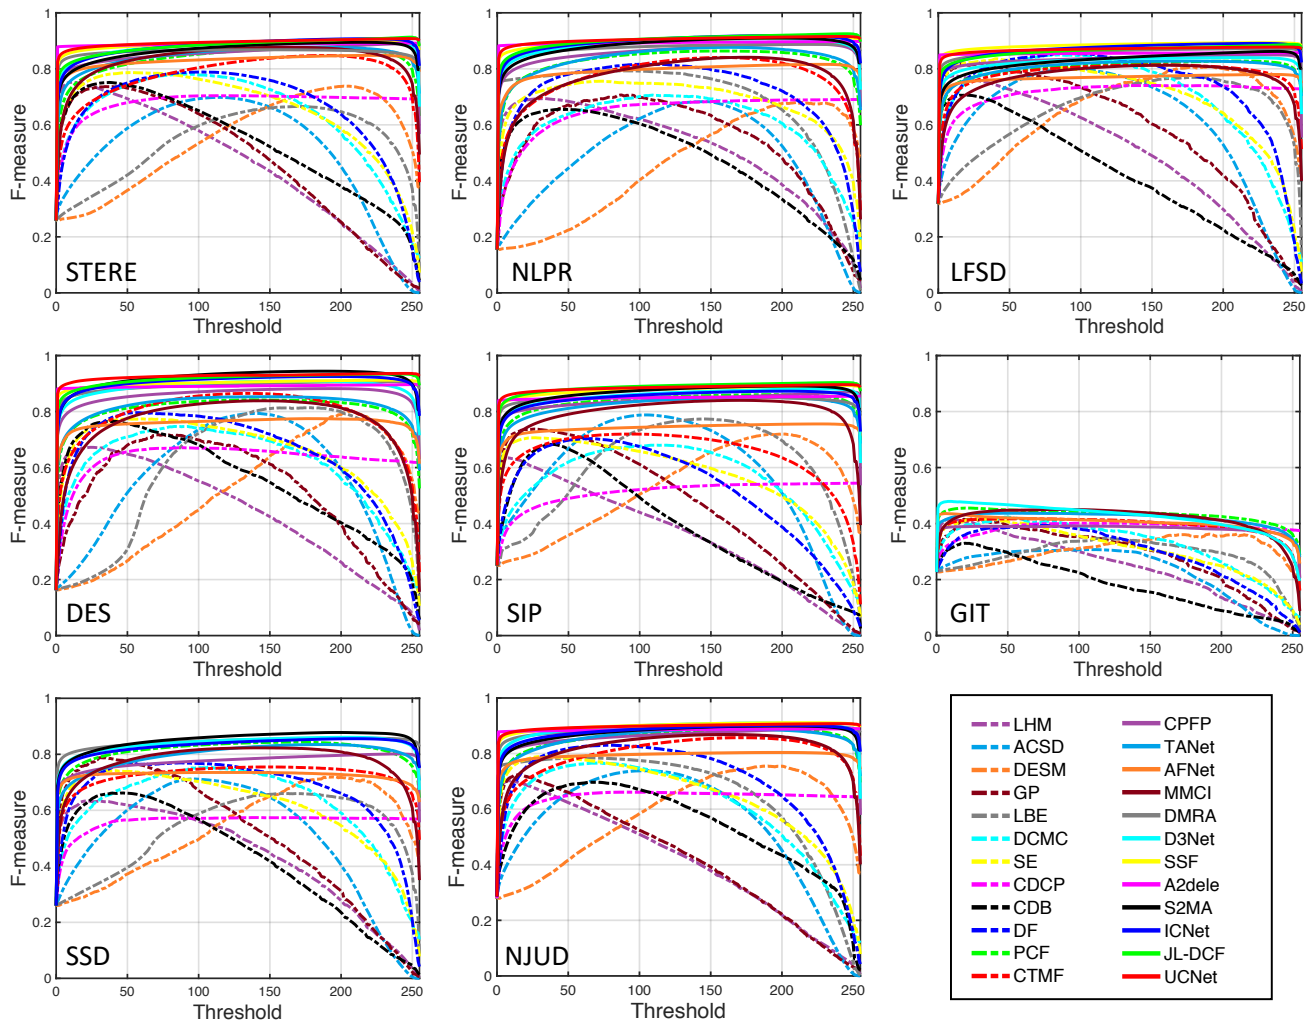 1
0.8
0.6
0.4
0.2
0
F-measure
STERE
0 50 100 150 200 250
Threshold
1
0.8
0.6
0.4
0.2
0
F-measure
NLPR
0 50 100 150 200 250
Threshold
1
0.8
0.6
0.4
0.2
0
F-measure
LFSD
0 50 100 150 200 250
Threshold
1
0.8
0.6
0.4
0.2
0
F-measure
DES
0 50 100 150 200 250
Threshold
1
0.8
0.6
0.4
0.2
0
F-measure
SIP
0 50 100 150 200 250
Threshold
1
0.8
0.6
0.4
0.2
0
F-measure
GIT
0 50 100 150 200 250
Threshold
1
0.8
0.6
0.4
0.2
0
F-measure
SSD
0 50 100 150 200 250
Threshold
1
0.8
0.6
0.4
0.2
0
F-measure
NJUD
0 50 100 150 200 250
Threshold
LHM CPFP
ACSD TANet
DESM AFNet
GP MMCI
LBE DMRA
DCMC D3Net
SE SSF
CDCP A2dele
CDB S2MA
DF ICNet
PCF JL-DCF
CTMF UCNet